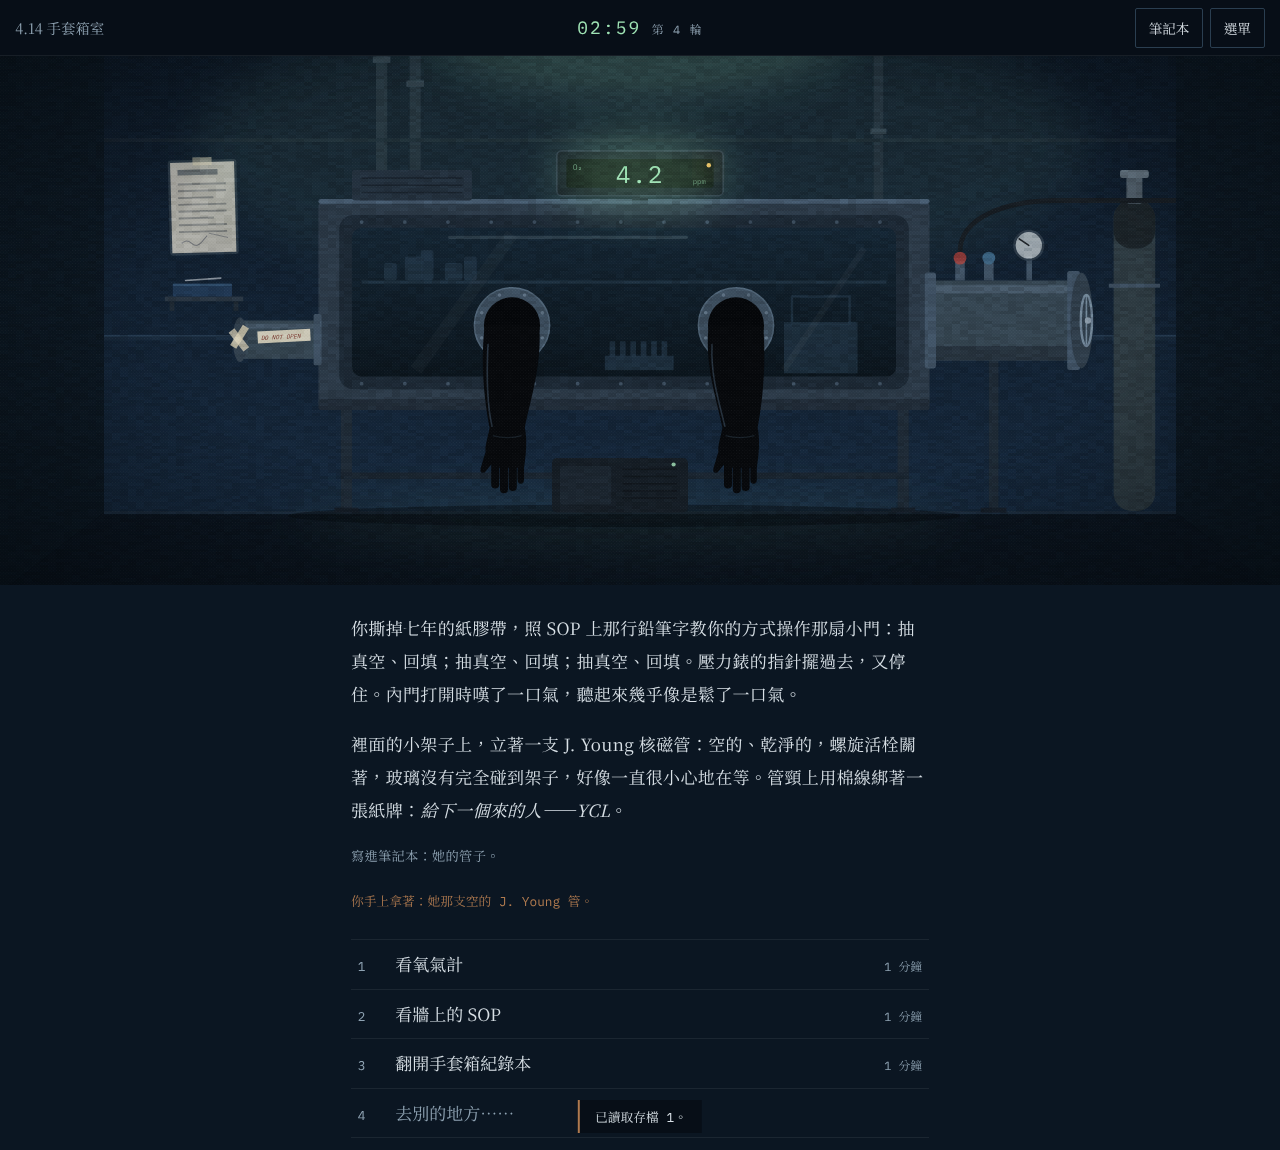 4.14 手套箱室
02:59 第 4 輪
筆記本
選單
O₂ 4.2 ppm
DO NOT OPEN
你撕掉七年的紙膠帶，照 SOP 上那行鉛筆字教你的方式操作那扇小門：抽
真空、回填；抽真空、回填；抽真空、回填。壓力錶的指針擺過去，又停
住。內門打開時嘆了一口氣，聽起來幾乎像是鬆了一口氣。
裡面的小架子上，立著一支 J. Young 核磁管：空的、乾淨的，螺旋活栓關
著，玻璃沒有完全碰到架子，好像一直很小心地在等。管頸上用棉線綁著一
張紙牌：給下一個來的人——YCL。
寫進筆記本：她的管子。
你手上拿著：她那支空的 J. Young 管。
1 看氧氣計 1 分鐘
2 看牆上的 SOP 1 分鐘
3 翻開手套箱紀錄本 1 分鐘
4 去別的地方……
已讀取存檔 1。